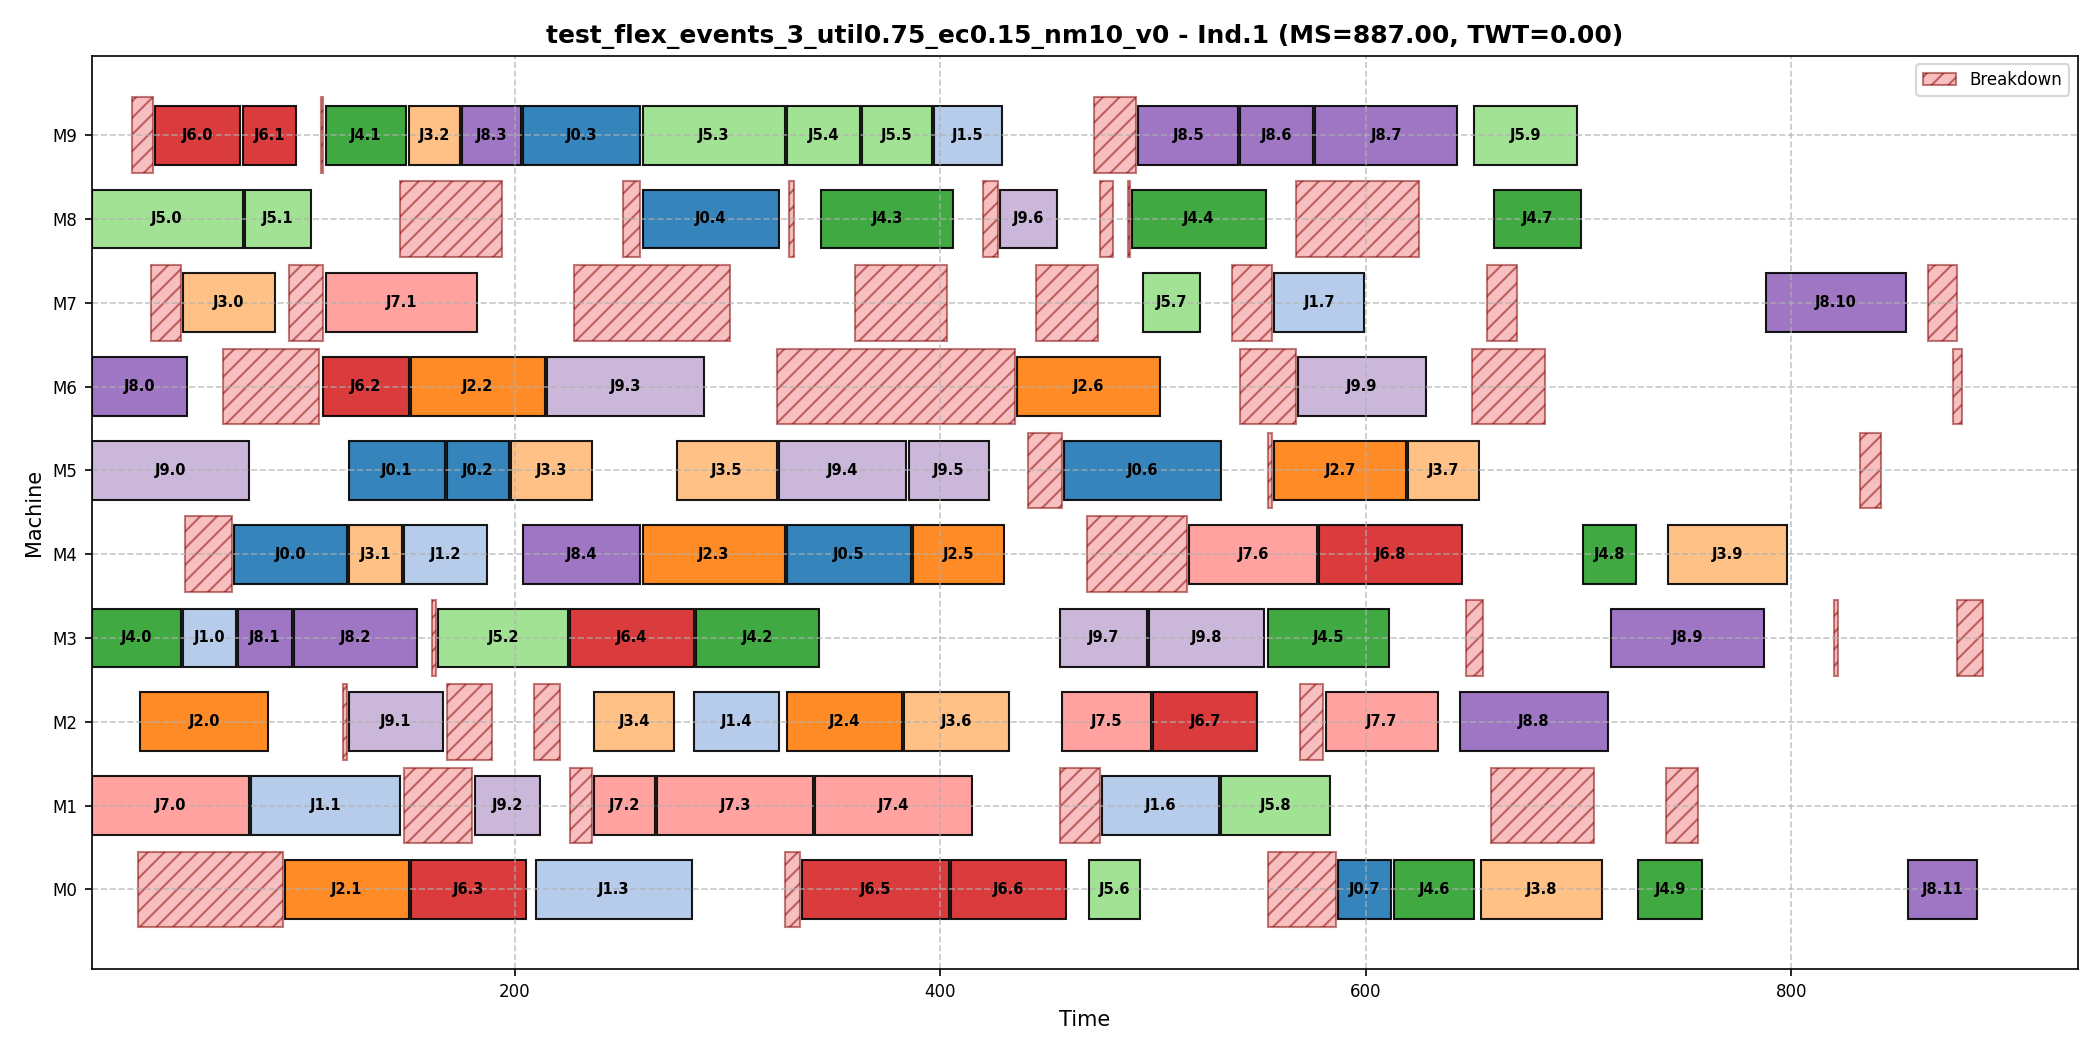 test_flex_events_3_util0.75_ec0.15_nm10_v0 - Ind.1 (MS=887.00, TWT=0.00)
Breakdown
M9 J6.0 J6.1 J4.1 J3.2 J8.3 J0.3 J5.3 J5.4 J5.5 J1.5 J8.5 J8.6 J8.7 J5.9
M8 J5.0 J5.1 J0.4 J4.3 J9.6 J4.4 J4.7
M7 J3.0 J7.1 J5.7 J1.7 J8.10
M6 J8.0 J6.2 J2.2 J9.3 J2.6 J9.9
M5 J9.0 J0.1 J0.2 J3.3 J3.5 J9.4 J9.5 J0.6 J2.7 J3.7
M4 J0.0 J3.1 J1.2 J8.4 J2.3 J0.5 J2.5 J7.6 J6.8 J4.8 J3.9
M3 J4.0 J1.0 J8.1 J8.2 J5.2 J6.4 J4.2 J9.7 J9.8 J4.5 J8.9
M2 J2.0 J9.1 J3.4 J1.4 J2.4 J3.6 J7.5 J6.7 J7.7 J8.8
M1 J7.0 J1.1 J9.2 J7.2 J7.3 J7.4 J1.6 J5.8
M0 J2.1 J6.3 J1.3 J6.5 J6.6 J5.6 J0.7 J4.6 J3.8 J4.9 J8.11
Machine
200 400 600 800
Time